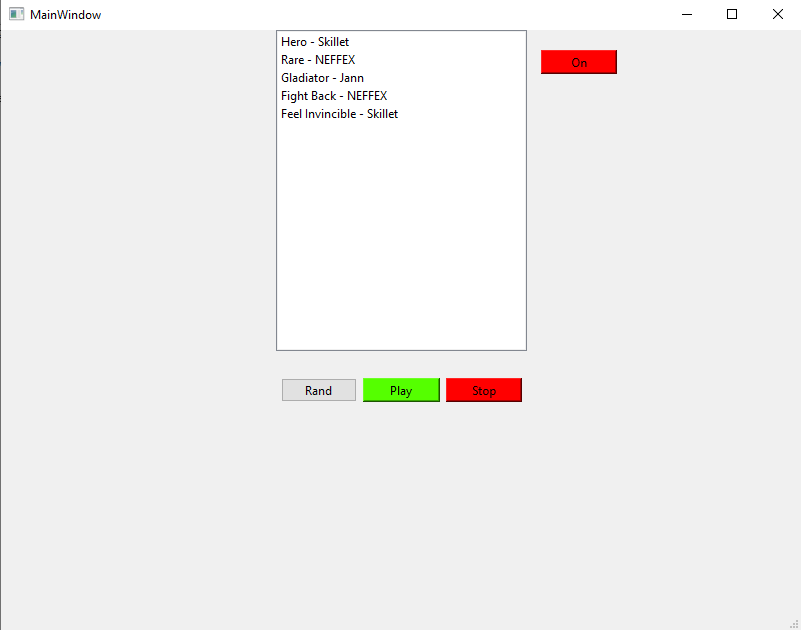 MainWindow
Hero - Skillet
Rare - NEFFEX
Gladiator - Jann
Fight Back - NEFFEX
Feel Invincible - Skillet
On
Rand
Play
Stop